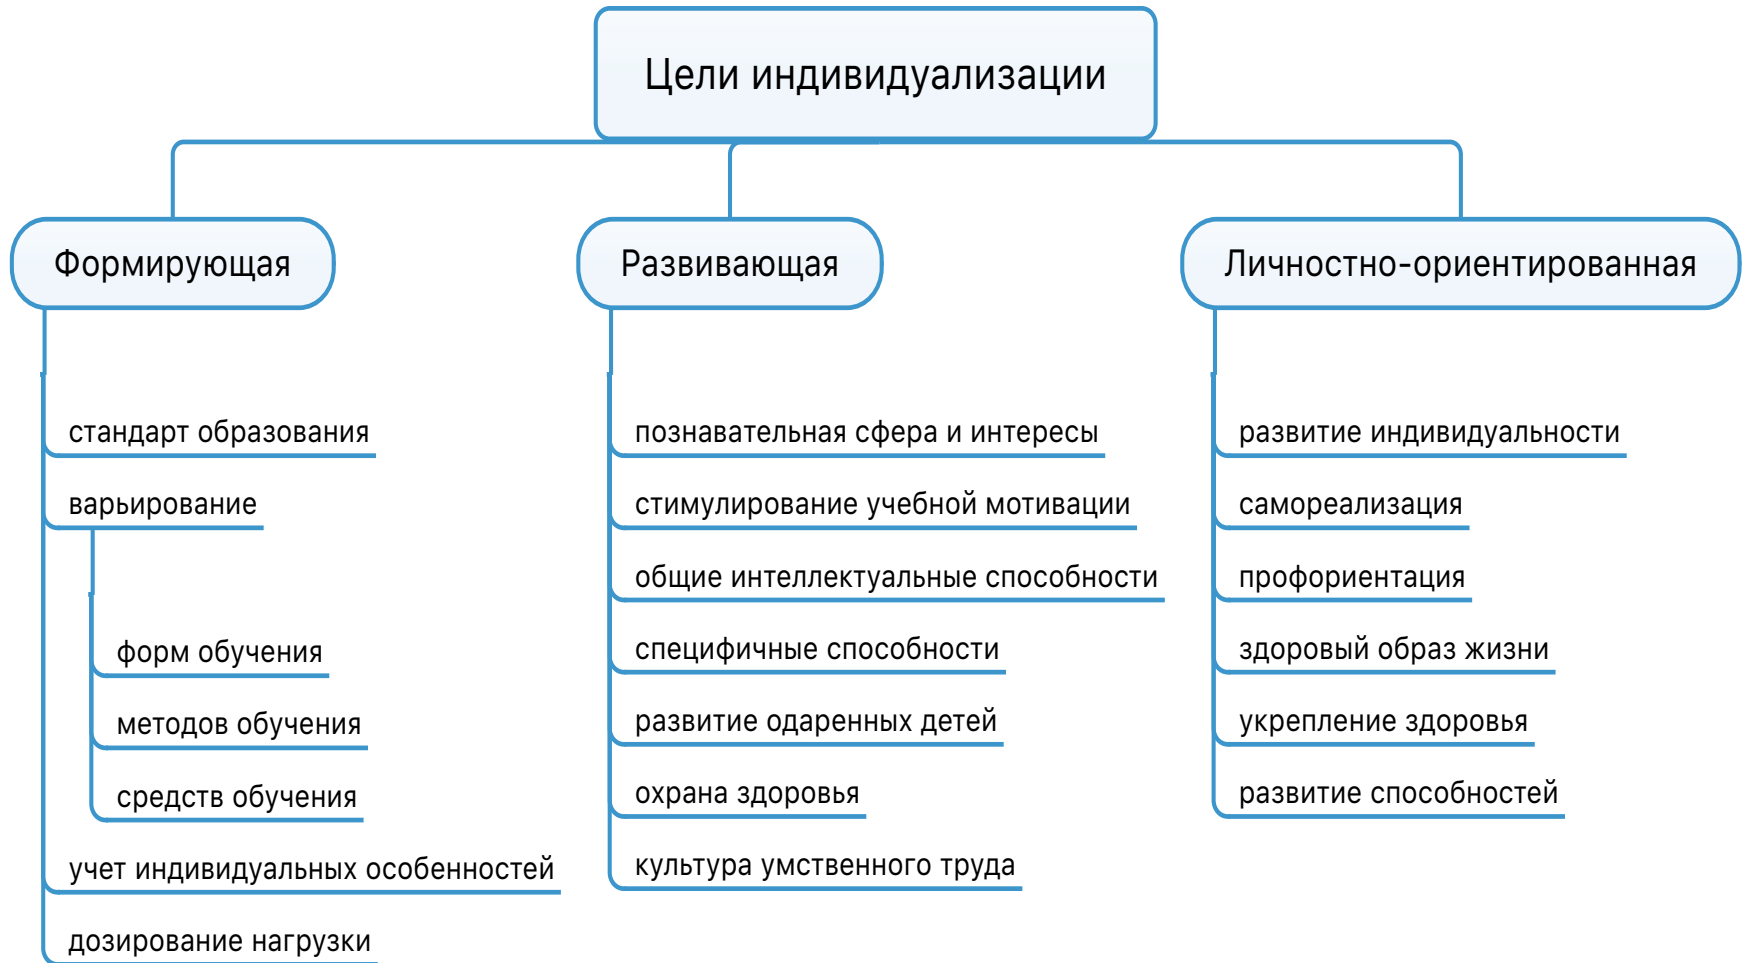 Цели индивидуализации
Формирующая
стандарт образования
варьирование
форм обучения
методов обучения
средств обучения
учет индивидуальных особенностей
дозирование нагрузки
Развивающая
познавательная сфера и интересы
стимулирование учебной мотивации
общие интеллектуальные способности
специфичные способности
развитие одаренных детей
охрана здоровья
культура умственного труда
Личностно-ориентированная
развитие индивидуальности
самореализация
профориентация
здоровый образ жизни
укрепление здоровья
развитие способностей